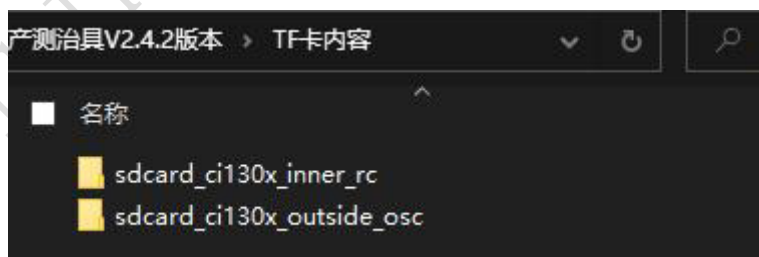 产测治具V2.4.2版本 › TF卡内容
名称
sdcard_ci130x_inner_rc
sdcard_ci130x_outside_osc